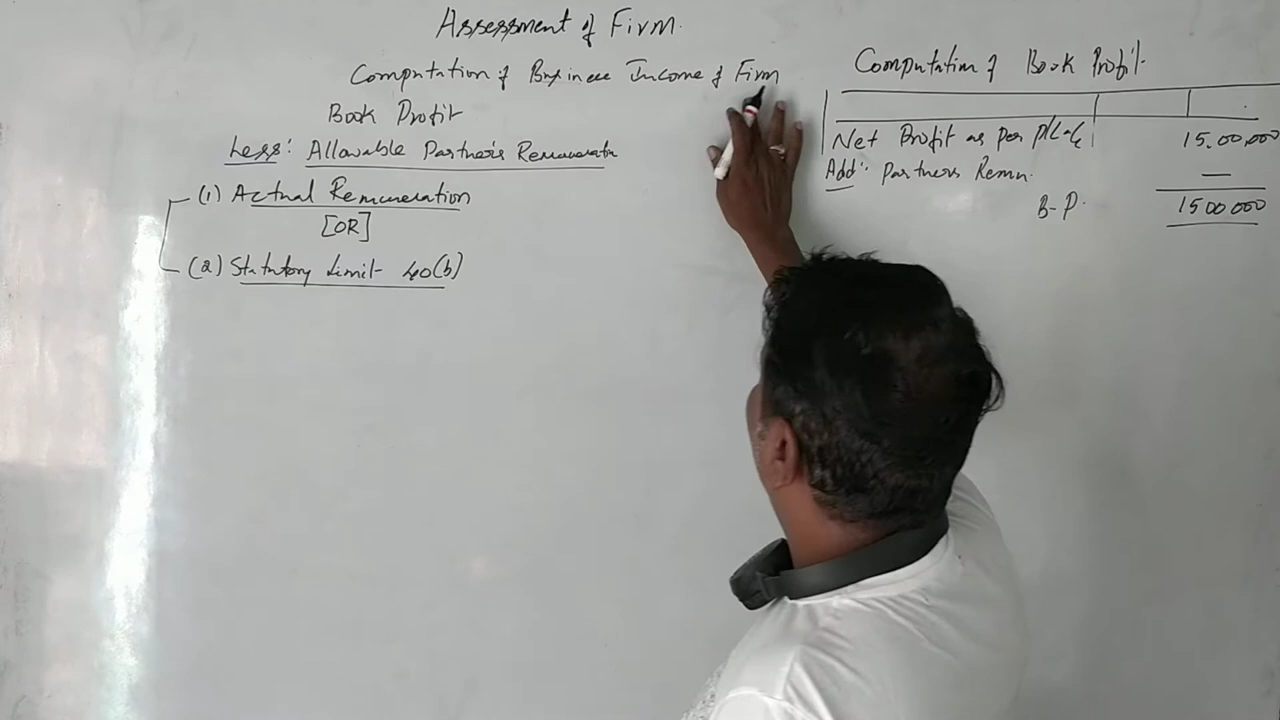 Assessment of Firm.
Computation of Business Income of Firm
Book Profit
Less: Allowable Partner's Remuneratn
(1) Actual Remuneration
[OR]
(2) Statutory Limit 40(b)
Computation of Book Profit
Net Profit as per P/L A/c 15,00,000
Add: Partners Remn. —
B-P. 1500000